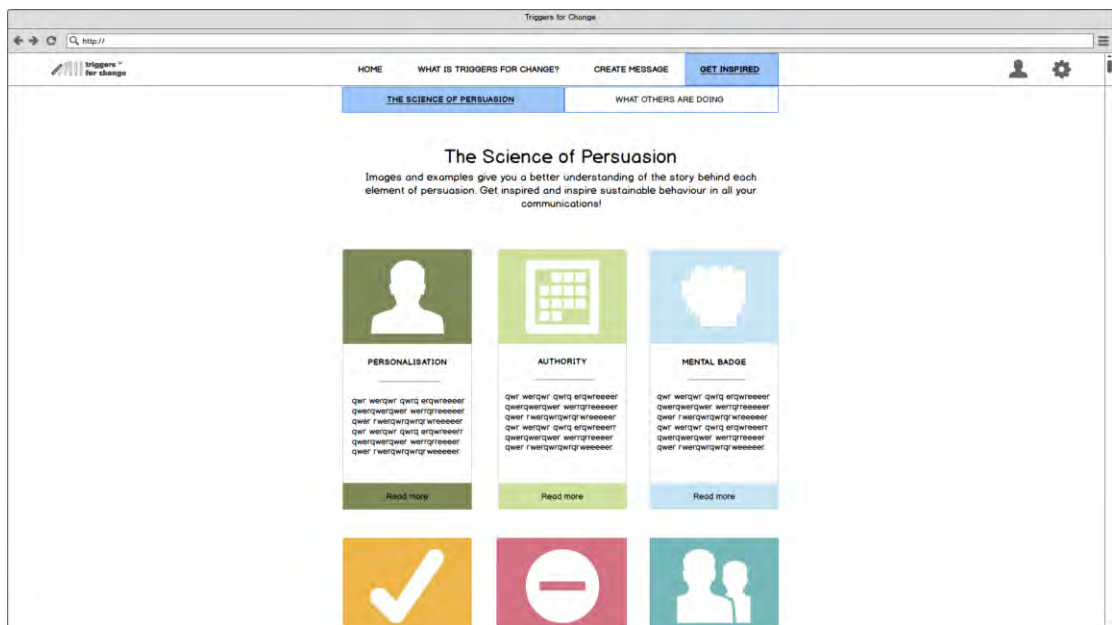 Triggers for Change
http://
triggers™
for change
HOME WHAT IS TRIGGERS FOR CHANGE? CREATE MESSAGE GET INSPIRED
THE SCIENCE OF PERSUASION WHAT OTHERS ARE DOING
The Science of Persuasion
Images and examples give you a better understanding of the story behind each
element of persuasion. Get inspired and inspire sustainable behaviour in all your
communications!
PERSONALISATION
qwr werqwr qwrq erqwreeeer
qwerqwerqwer werrqrreeeeer
qwer rwerqwrqwrqrwreeeeer
qwr werqwr qwrq erqwreeeerr
qwerqwerqwer werrqrreeeer
qwer rwerqwrqwrqrweeeeer.
Read more
AUTHORITY
qwr werqwr qwrq erqwreeeer
qwerqwerqwer werrqrreeeeer
qwer rwerqwrqwrqrwreeeeer
qwr werqwr qwrq erqwreeeerr
qwerqwerqwer werrqrreeeer
qwer rwerqwrqwrqrweeeeer.
Read more
MENTAL BADGE
qwr werqwr qwrq erqwreeeer
qwerqwerqwer werrqrreeeeer
qwer rwerqwrqwrqrwreeeeer
qwr werqwr qwrq erqwreeeerr
qwerqwerqwer werrqrreeeer
qwer rwerqwrqwrqrweeeeer.
Read more